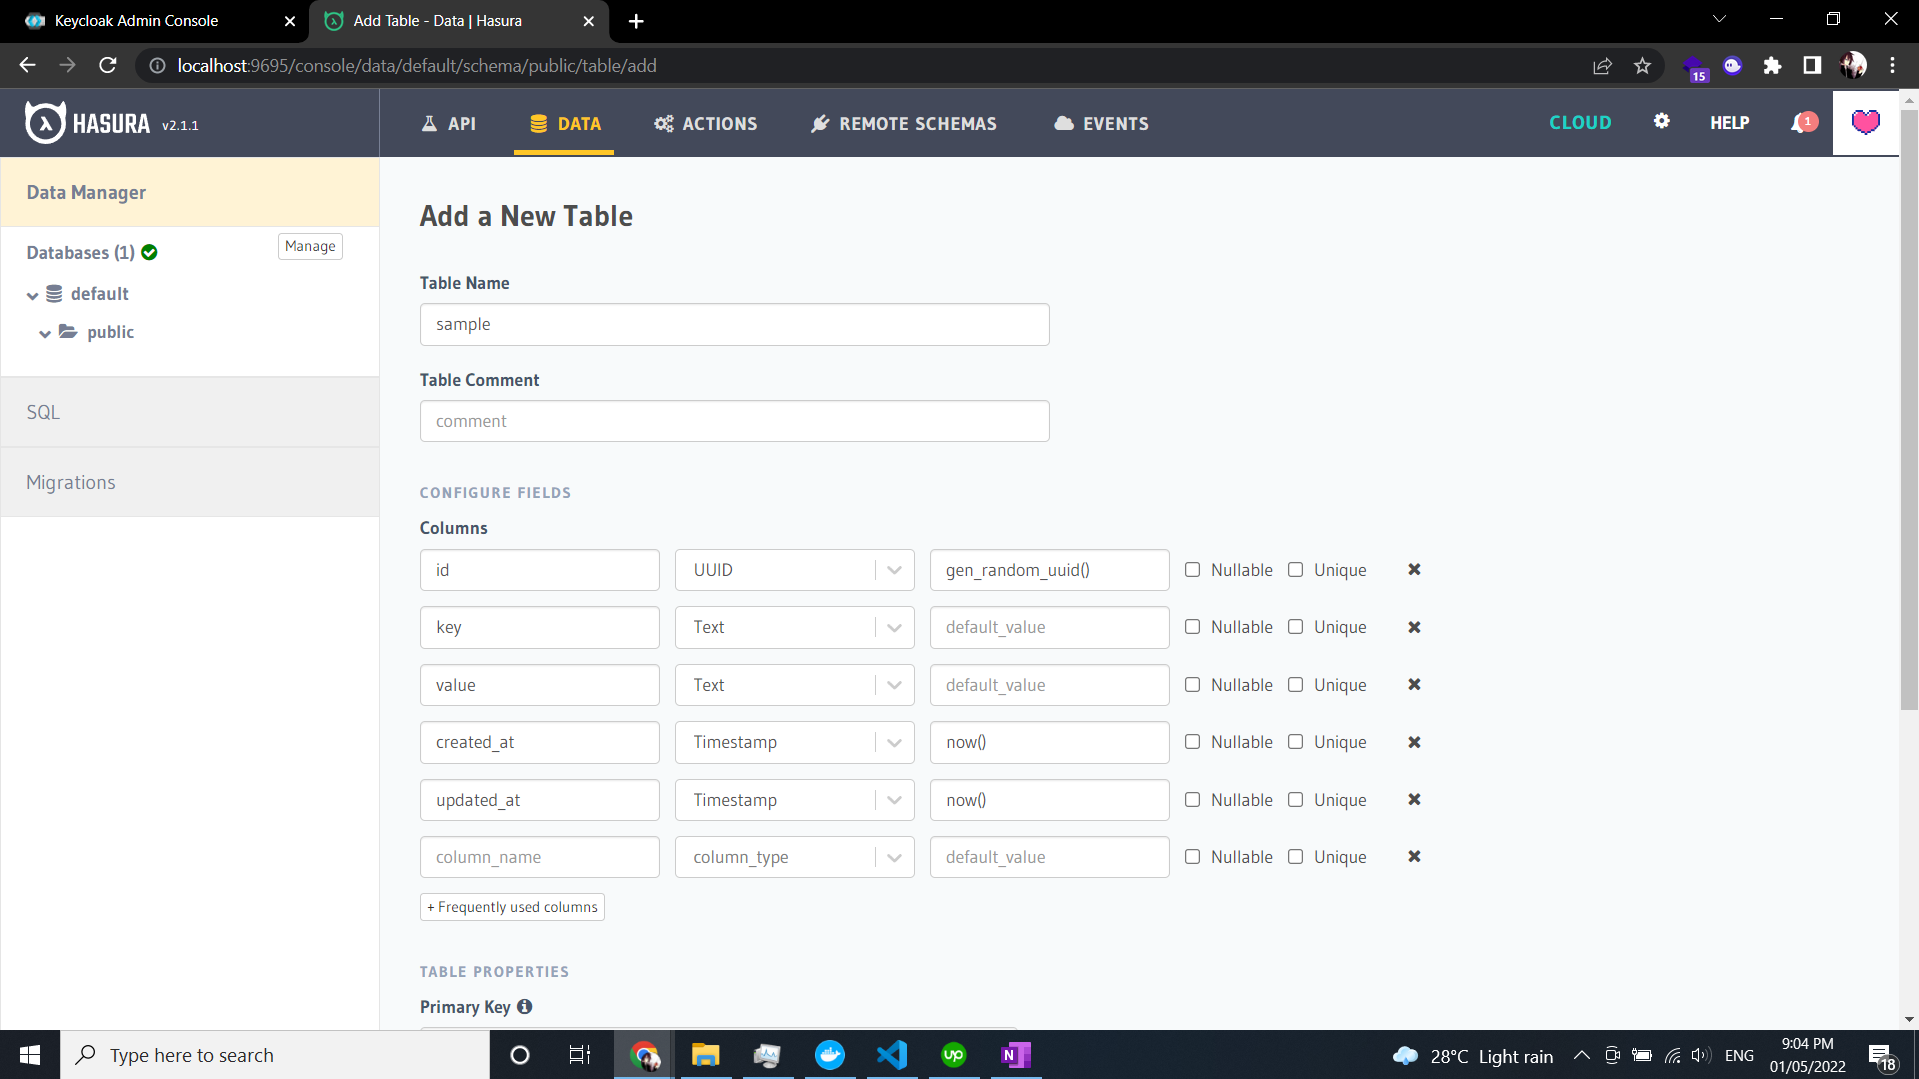 Keycloak Admin Console
Add Table - Data | Hasura
localhost:9695/console/data/default/schema/public/table/add
15
HASURA v2.1.1
API
DATA
ACTIONS
REMOTE SCHEMAS
EVENTS
CLOUD
HELP
1
Data Manager
Databases (1)
Manage
default
public
SQL
Migrations
Add a New Table
Table Name
sample
Table Comment
comment
CONFIGURE FIELDS
Columns
id UUID gen_random_uuid() Nullable Unique
key Text default_value Nullable Unique
value Text default_value Nullable Unique
created_at Timestamp now() Nullable Unique
updated_at Timestamp now() Nullable Unique
column_name column_type default_value Nullable Unique
+ Frequently used columns
TABLE PROPERTIES
Primary Key
Type here to search
up
N
28°C Light rain
ENG
9:04 PM
01/05/2022
18